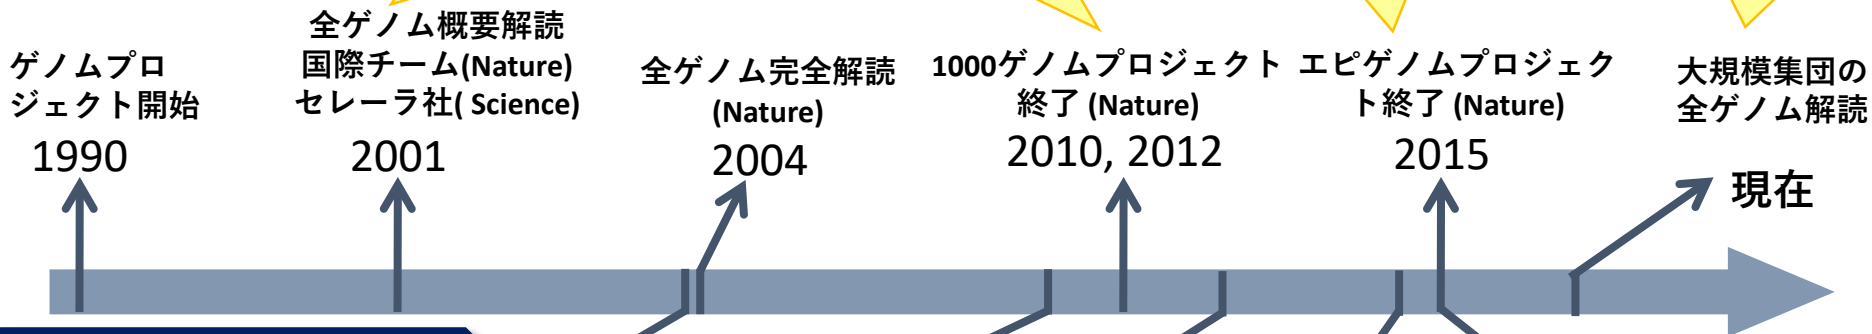 ゲノムプロ
ジェクト開始
1990
全ゲノム概要解読
国際チーム(Nature)
セレーラ社( Science)
2001
全ゲノム完全解読
(Nature)
2004
1000ゲノムプロジェクト
終了 (Nature)
2010, 2012
エピゲノムプロジェク
ト終了 (Nature)
2015
大規模集団の
全ゲノム解読
現在